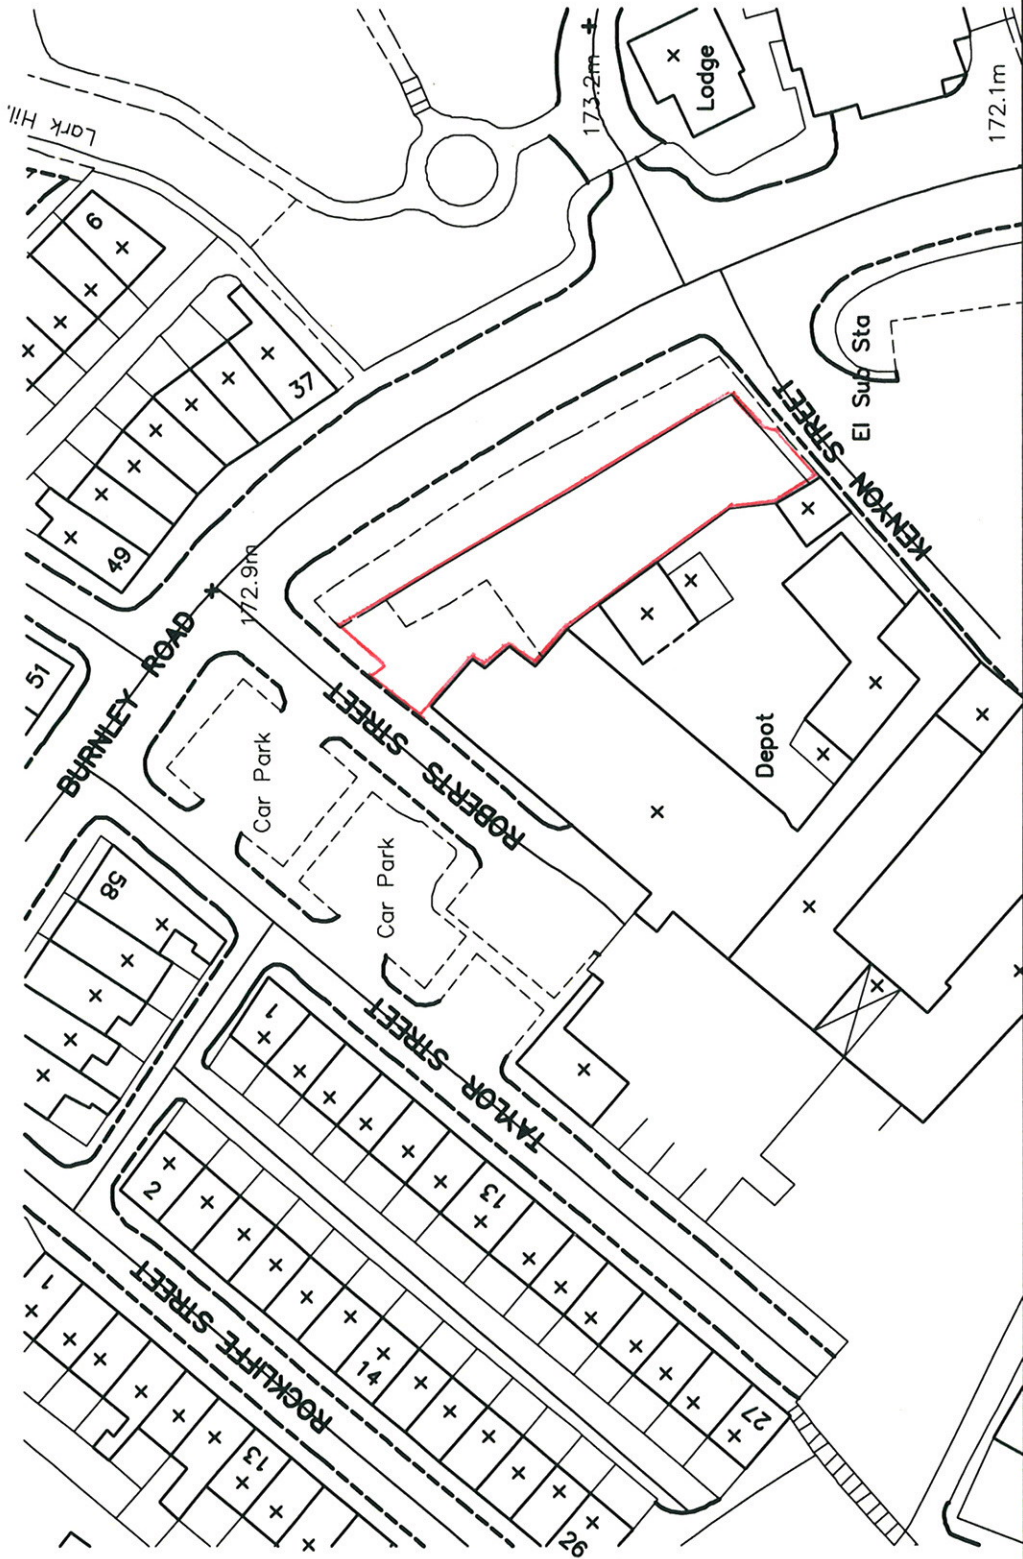 Lark Hil
173.2m
Lodge
172.1m
9
37
49
El Sub Sta
KENYON STREET
172.9m
51
BURNLEY ROAD
ROBERTS STREET
Car Park
Car Park
Depot
58
1
TAYLOR STREET
13
2
1
ROCKLIFFE STREET
14
27
13
26